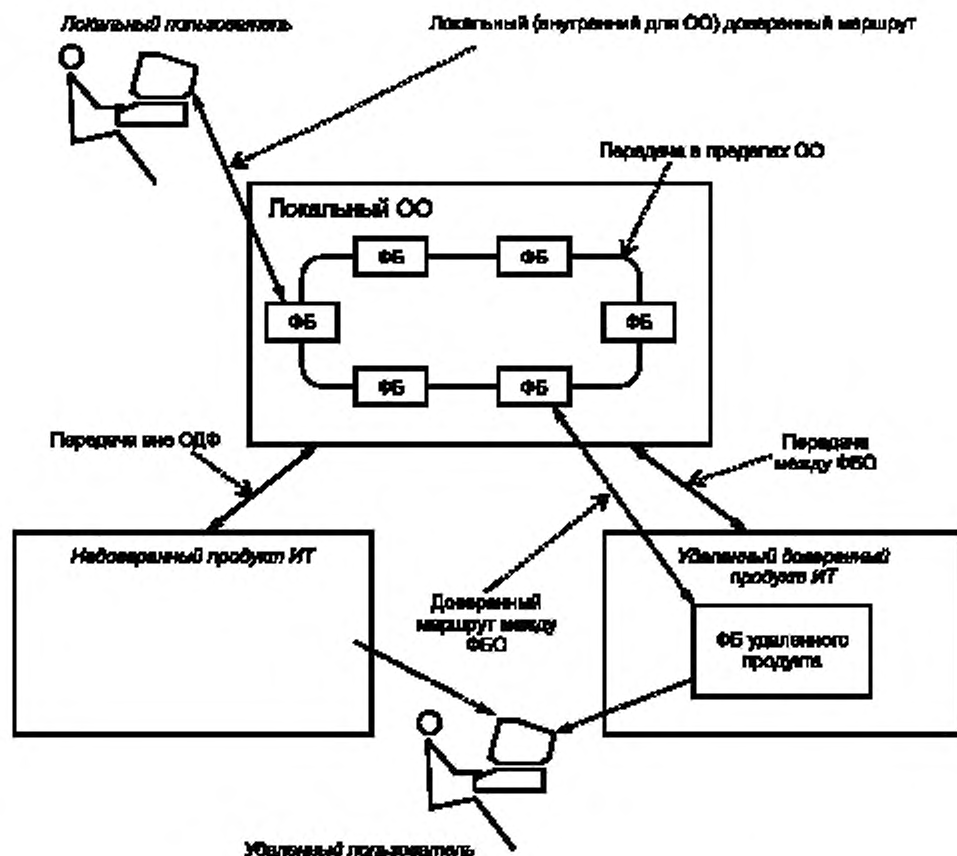 Локальный пользователь
Локальный (внутренний для ОО) доверенный маршрут
Передача в пределах ОО
Локальный ОО
ФБ
ФБ
ФБ
ФБ
ФБ
ФБ
Передача вне ОДФ
Передача
между ФБО
Недоверенный продукт ИТ
Удаленный доверенный
продукт ИТ
Доверенный
маршрут между
ФБО
ФБ удаленного
продукта
Удаленный пользователь